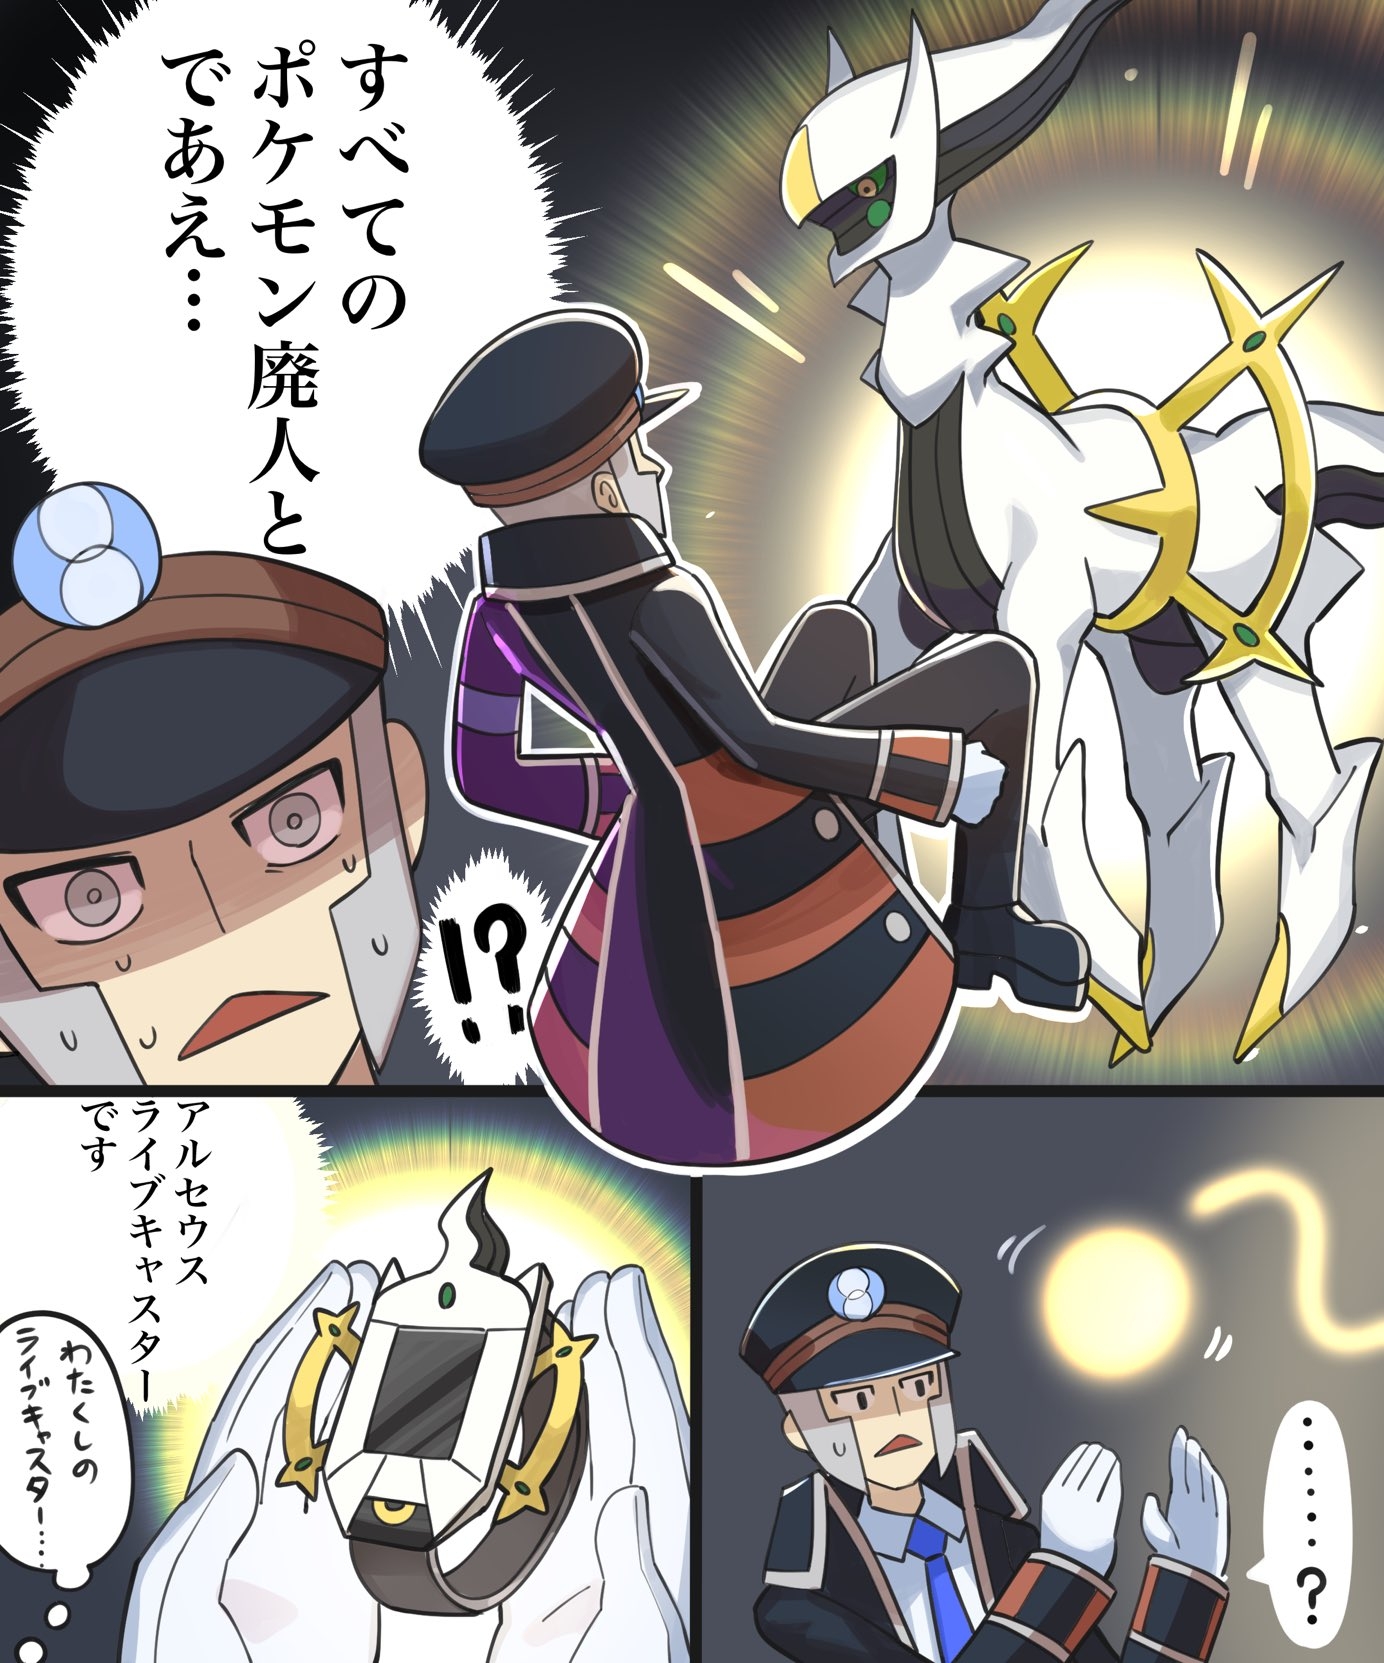 すべての
ポケモン廃人と
であえ…
!?
………?
アルセウス
ライブキャスター
です
わたくしの
ライブキャスター…